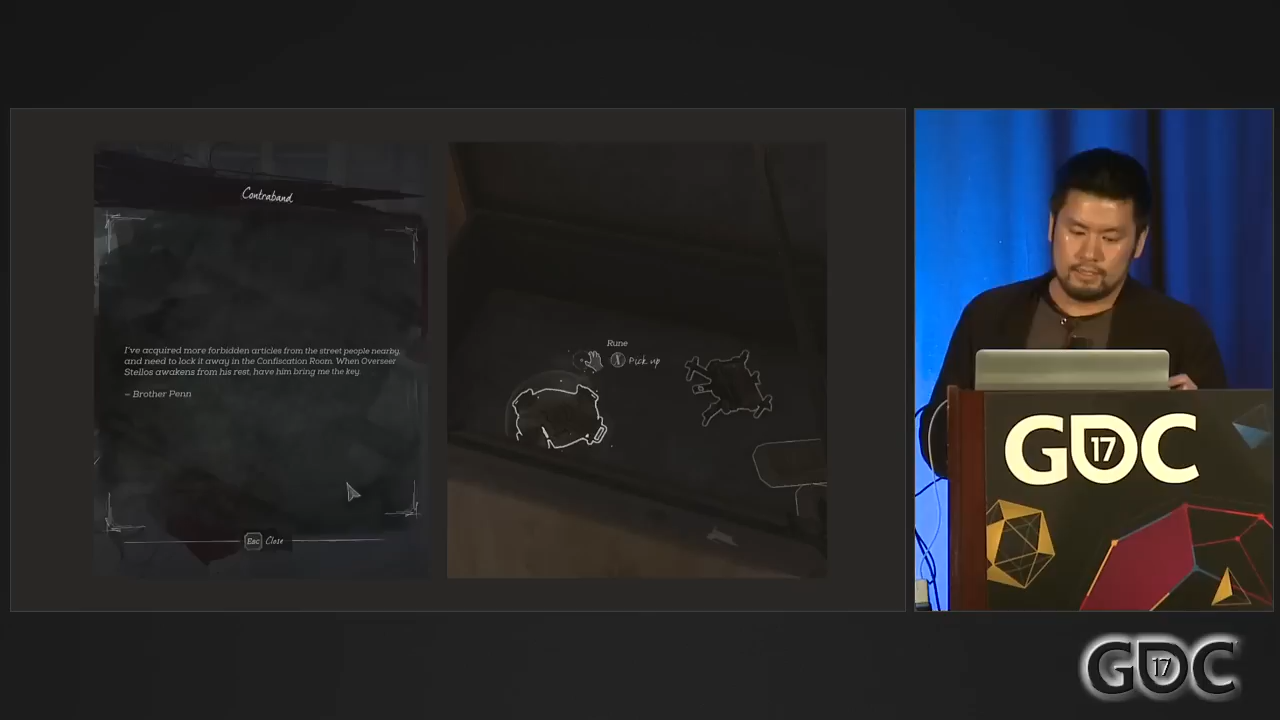 Contraband
I've acquired more forbidden articles from the street people nearby,
and need to lock it away in the Confiscation Room. When Overseer
Stellos awakens from his rest, have him bring me the key.
– Brother Penn
Esc Close
Rune
Pick up
GDC
17
GDC
17